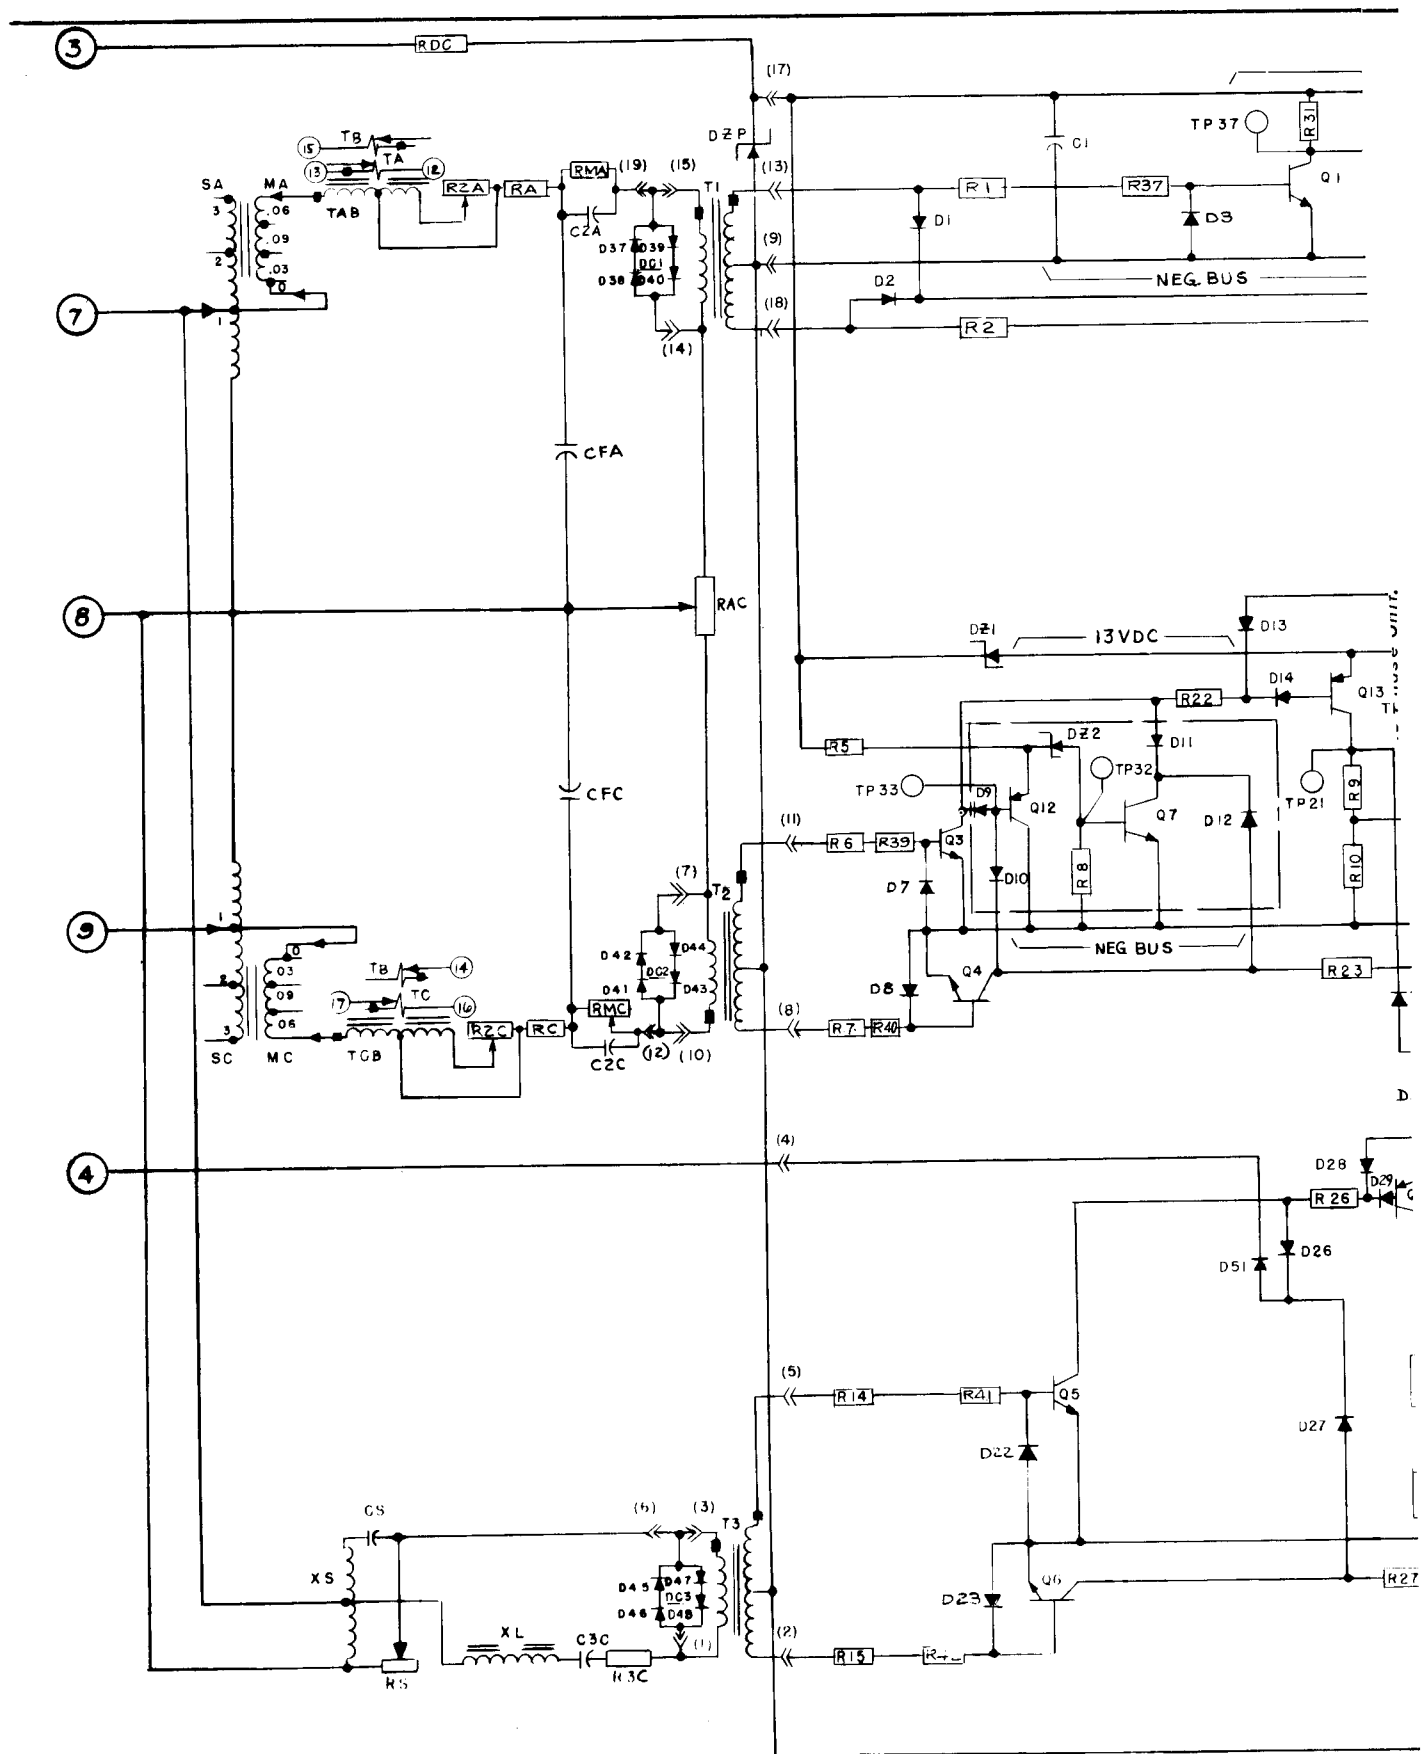 3
RDC
(17)
DZP
TP37
R31
C1
Q1
TB
15
TA
13
12
SA
MA
3
.06
.09
2
.03
0
1
TAB
RZA
RA
RMA
(19)
(15)
C2A
D37
D39
DC1
D38
D40
(14)
T1
(13)
(9)
(18)
R1
R37
D1
D3
D2
NEG. BUS
R2
7
CFA
8
RAC
DZ1
13VDC
D13
D14
R22
Q13
R5
DZ2
D11
TP33
D9
Q12
TP32
Q7
D12
TP21
R9
R10
CFC
(11)
R6
R39
Q3
D7
D10
R8
NEG BUS
(7)
T2
9
1
0
2
.03
.09
3
.06
SC
MC
TB
14
17
TC
16
TCB
RZC
RC
RMC
C2C
D42
D44
DC2
D41
D43
(12)
(10)
Q4
D8
(8)
R7
R40
R23
4
(4)
D28
D29
R26
D51
D26
(5)
R14
R41
Q5
D22
D27
CS
(6)
(3)
T3
XS
D45
D47
DC3
D46
D48
Q6
D23
R27
XL
C3C
(1)
(2)
R15
RS
R3C